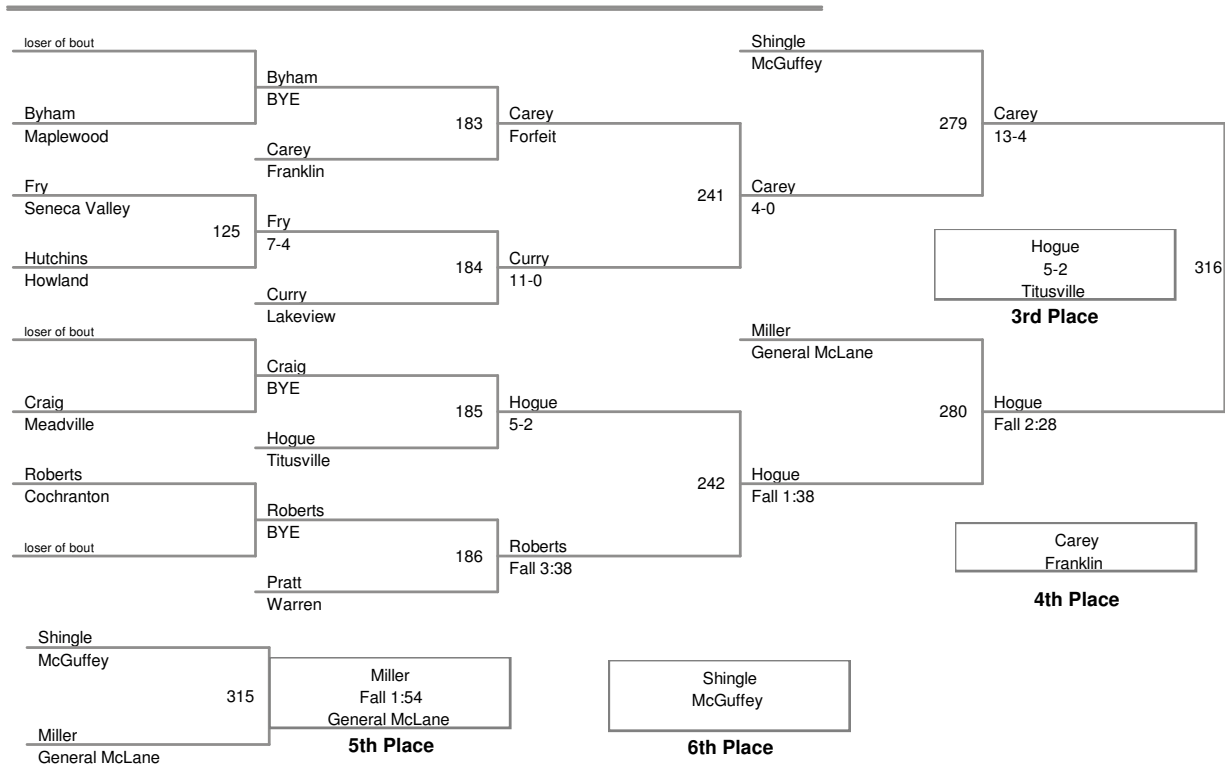 loser of bout
Byham
Maplewood
Fry
Seneca Valley
125
Hutchins
Howland
loser of bout
Craig
Meadville
Roberts
Cochranton
loser of bout
Byham
BYE
183
Carey
Franklin
Fry
7-4
184
Curry
Lakeview
Craig
BYE
185
Hogue
Titusville
Roberts
BYE
186
Pratt
Warren
Carey
Forfeit
241
Curry
11-0
Hogue
5-2
242
Roberts
Fall 3:38
Shingle
McGuffey
279
Carey
4-0
Miller
General McLane
280
Hogue
Fall 1:38
Carey
13-4
316
Hogue
Fall 2:28
Hogue
5-2
Titusville
3rd Place
Carey
Franklin
4th Place
Shingle
McGuffey
315
Miller
General McLane
Miller
Fall 1:54
General McLane
5th Place
Shingle
McGuffey
6th Place